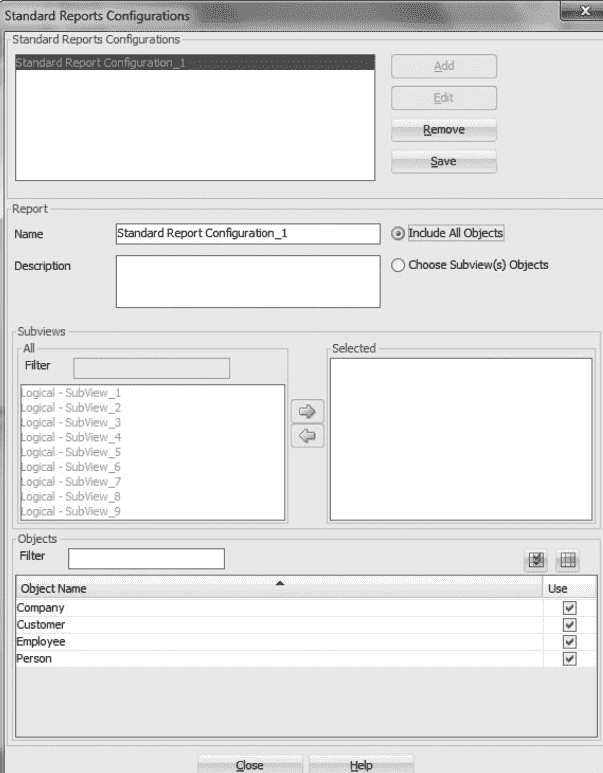 Standard Reports Configurations
Standard Reports Configurations
Standard Report Configuration_1
Add
Edit
Remove
Save
Report
Name
Standard Report Configuration_1
Include All Objects
Description
Choose Subview(s) Objects
Subviews
All
Selected
Filter
Logical - SubView_1
Logical - SubView_2
Logical - SubView_3
Logical - SubView_4
Logical - SubView_5
Logical - SubView_6
Logical - SubView_7
Logical - SubView_8
Logical - SubView_9
Objects
Filter
Object Name Use
Company
Customer
Employee
Person
Close
Help